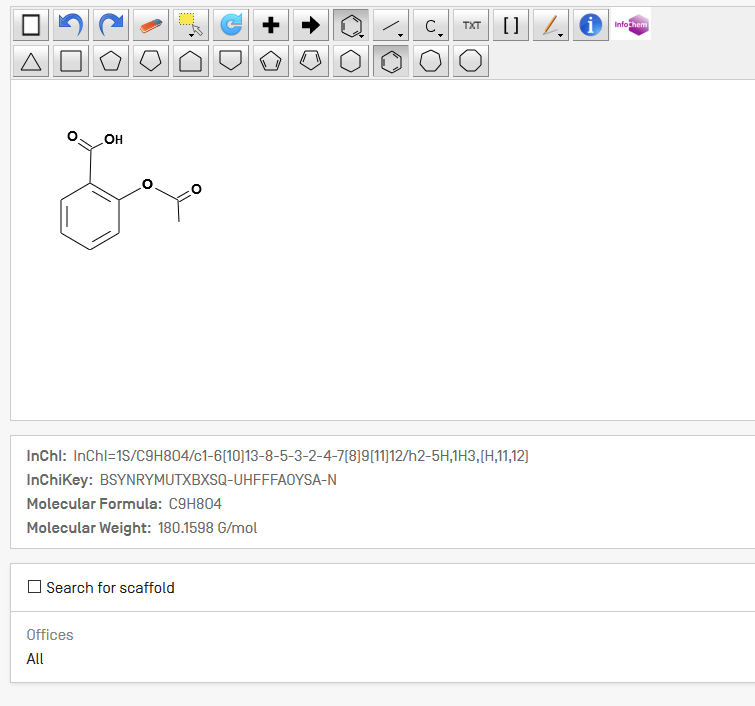 C. TXT [ ] i InfoChem
O OH
O O
InChI: InChI=1S/C9H8O4/c1-6(10)13-8-5-3-2-4-7(8)9(11)12/h2-5H,1H3,(H,11,12)
InChiKey: BSYNRYMUTXBXSQ-UHFFFAOYSA-N
Molecular Formula: C9H8O4
Molecular Weight: 180.1598 G/mol
Search for scaffold
Offices
All